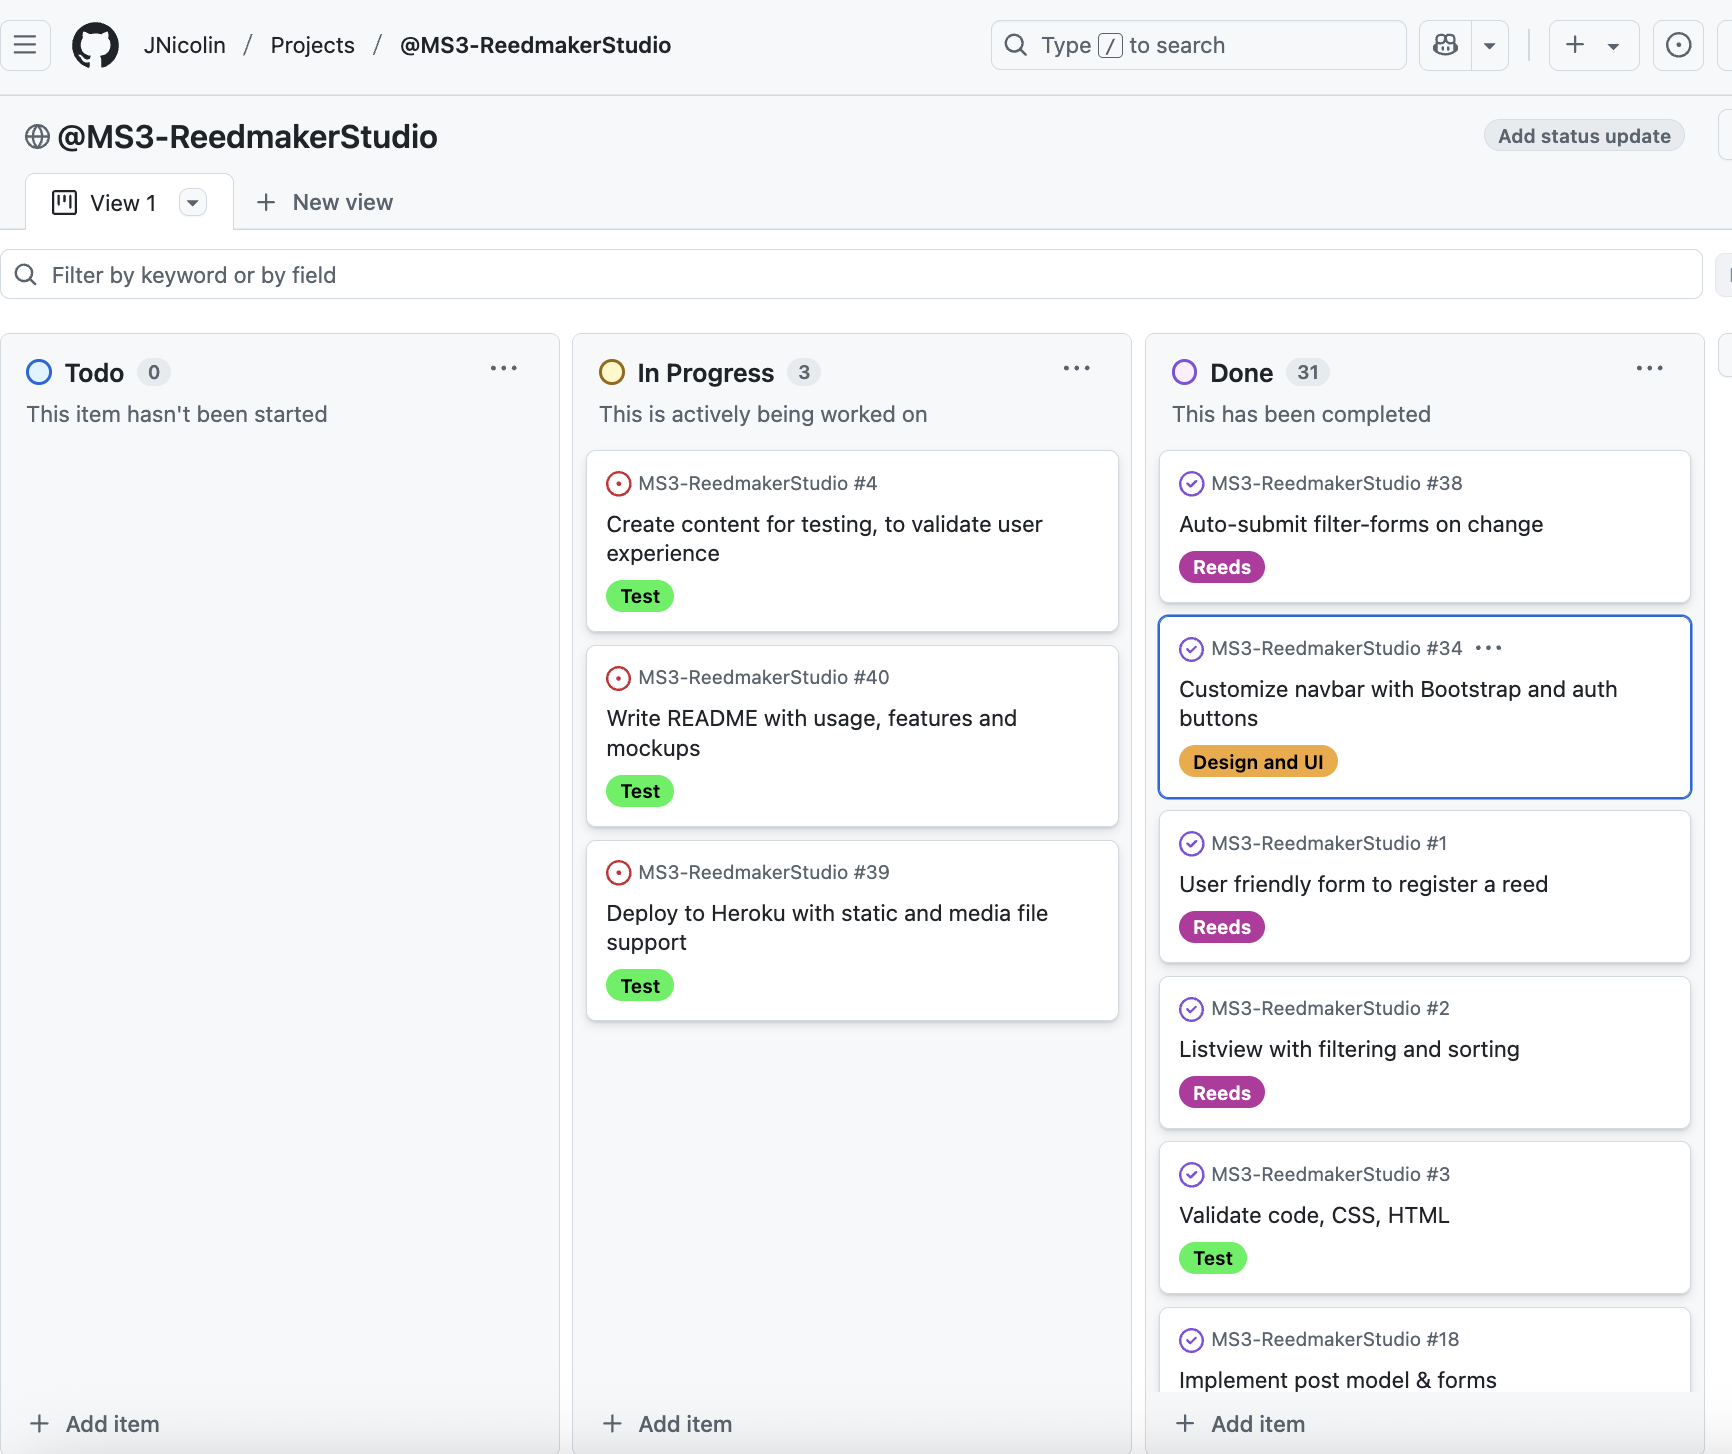 JNicolin / Projects / @MS3-ReedmakerStudio
Type / to search
@MS3-ReedmakerStudio
Add status update
View 1
New view
Filter by keyword or by field
Todo 0
This item hasn't been started
Add item
In Progress 3
This is actively being worked on
MS3-ReedmakerStudio #4
Create content for testing, to validate user
experience
Test
MS3-ReedmakerStudio #40
Write README with usage, features and
mockups
Test
MS3-ReedmakerStudio #39
Deploy to Heroku with static and media file
support
Test
Add item
Done 31
This has been completed
MS3-ReedmakerStudio #38
Auto-submit filter-forms on change
Reeds
MS3-ReedmakerStudio #34
Customize navbar with Bootstrap and auth
buttons
Design and UI
MS3-ReedmakerStudio #1
User friendly form to register a reed
Reeds
MS3-ReedmakerStudio #2
Listview with filtering and sorting
Reeds
MS3-ReedmakerStudio #3
Validate code, CSS, HTML
Test
MS3-ReedmakerStudio #18
Implement post model & forms
Add item